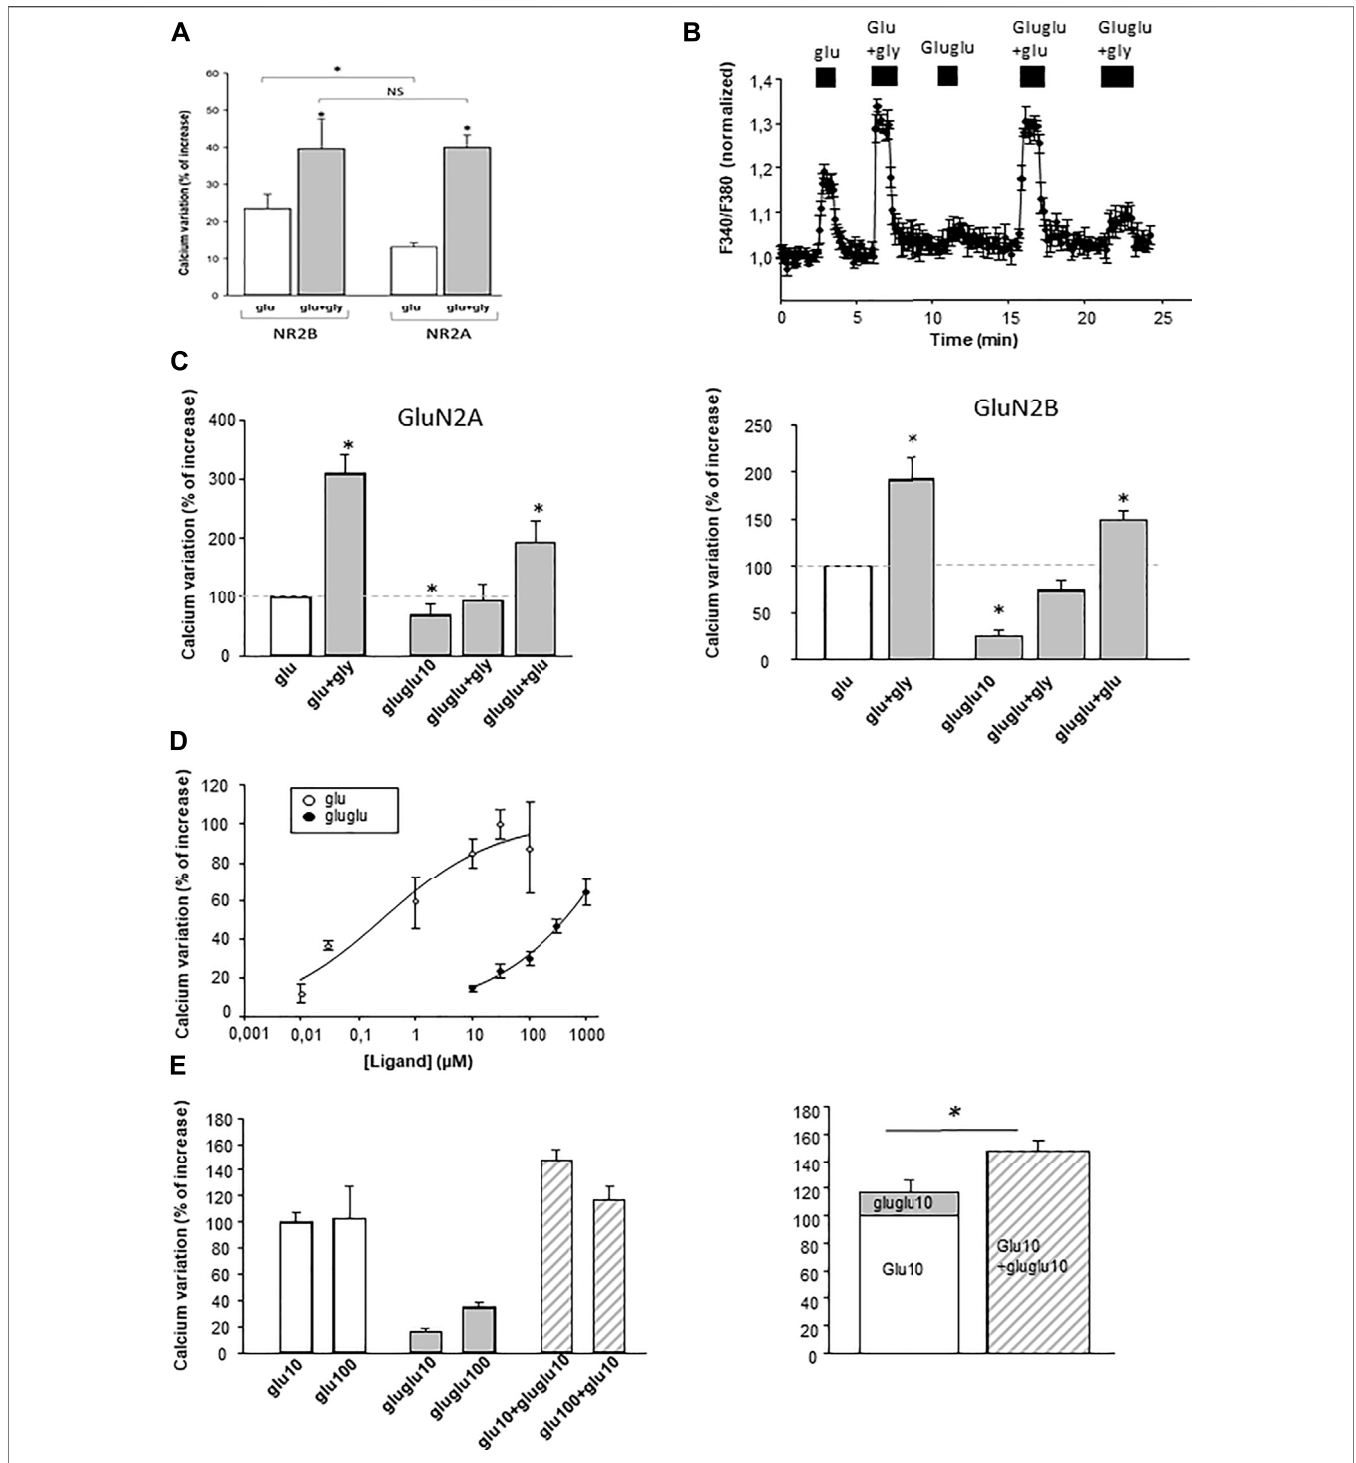 A
60
50
40
30
20
10
0
Calcium variation (% of increase)
*
NS
*
*
glu
glu+gly
glu
glu+gly
NR2B
NR2A
B
glu
Glu
+gly
Gluglu
Gluglu
+glu
Gluglu
+gly
1,4
1,3
1,2
1,1
1,0
F340/F380 (normalized)
0
5
10
15
20
25
Time (min)
C
GluN2A
400
300
200
100
0
Calcium variation (% of increase)
*
*
*
glu
glu+gly
gluglu10
gluglu+gly
gluglu+glu
GluN2B
250
200
150
100
50
0
Calcium variation (% of increase)
*
*
*
glu
glu+gly
gluglu10
gluglu+gly
gluglu+glu
D
120
100
80
60
40
20
0
Calcium variation (% of increase)
glu
gluglu
0,001
0,01
0,1
1
10
100
1000
[Ligand] (µM)
E
180
160
140
120
100
80
60
40
20
0
Calcium variation (% of increase)
glu10
glu100
gluglu10
gluglu100
glu10+gluglu10
glu100+glu10
180
160
140
120
100
80
60
40
20
0
*
gluglu10
Glu10
Glu10
+gluglu10